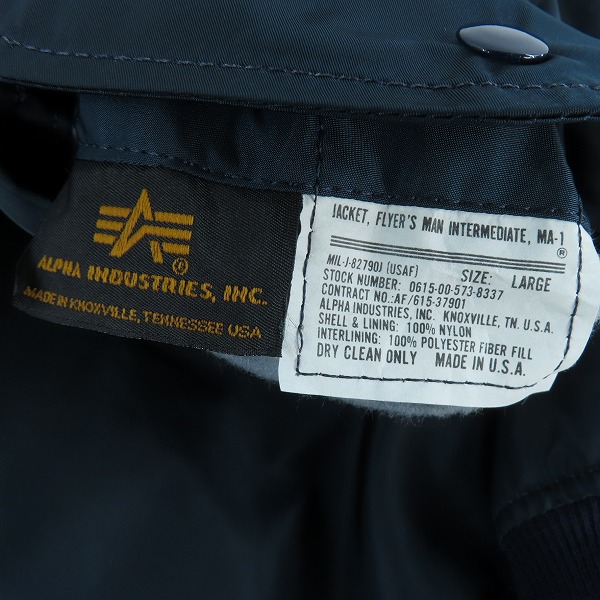 ALPHA INDUSTRIES, INC.
MADE IN KNOXVILLE, TENNESSEE USA
JACKET, FLYER'S MAN INTERMEDIATE, MA-1
®
MIL-J-82790J (USAF) SIZE: LARGE
STOCK NUMBER: 0615-00-573-8337
CONTRACT NO.:AF/615-37901
ALPHA INDUSTRIES, INC. KNOXVILLE, TN. U.S.A.
SHELL & LINING: 100% NYLON
INTERLINING: 100% POLYESTER FIBER FILL
DRY CLEAN ONLY MADE IN U.S.A.